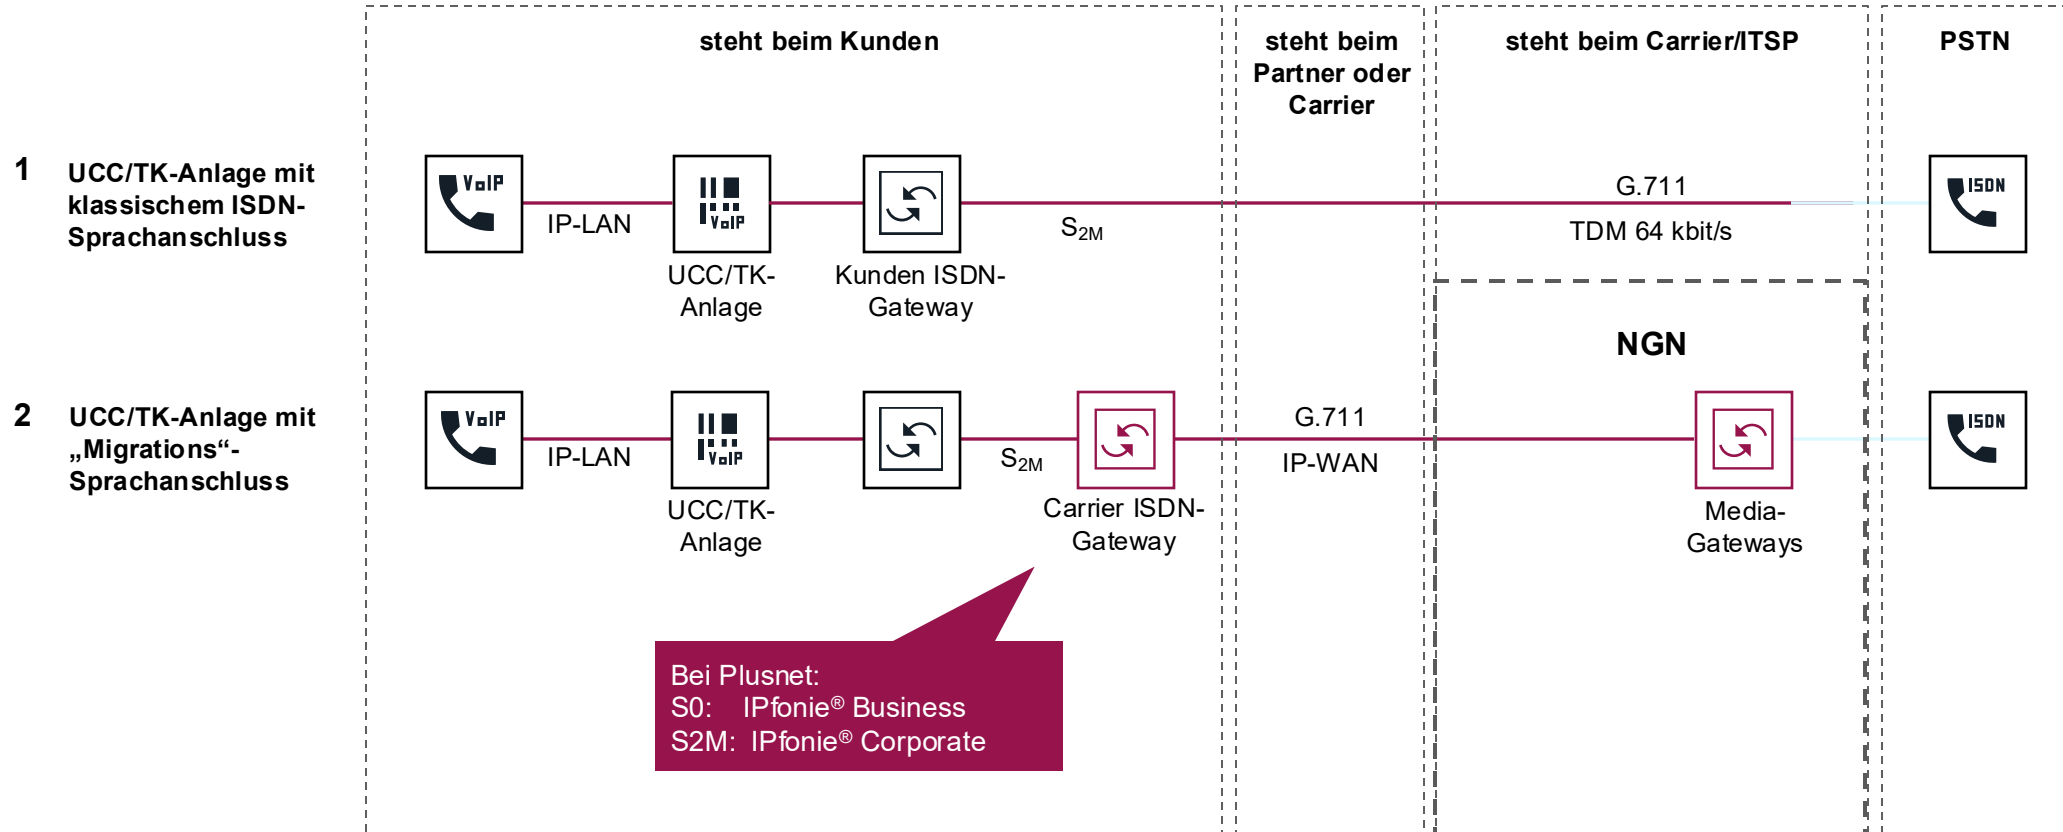 steht beim Kunden
steht beim
Partner oder
Carrier
steht beim Carrier/ITSP
PSTN
1 UCC/TK-Anlage mit
klassischem ISDN-
Sprachanschluss
VoIP
IP-LAN
VoIP
UCC/TK-
Anlage
Kunden ISDN-
Gateway
S2M
G.711
TDM 64 kbit/s
ISDN
NGN
2 UCC/TK-Anlage mit
„Migrations“-
Sprachanschluss
VoIP
IP-LAN
VoIP
UCC/TK-
Anlage
S2M
Carrier ISDN-
Gateway
G.711
IP-WAN
Media-
Gateways
ISDN
Bei Plusnet:
S0: IPfonie® Business
S2M: IPfonie® Corporate